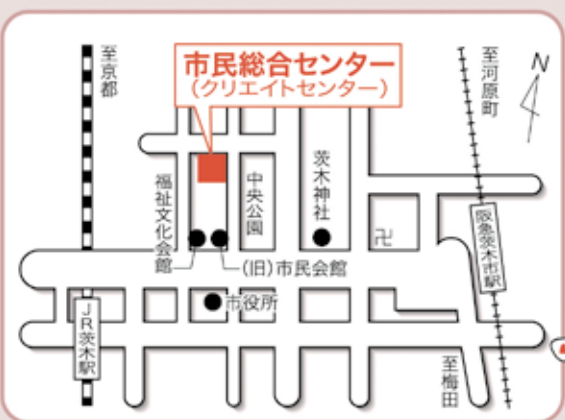 至京都
市民総合センター
(クリエイトセンター)
至河原町
N
福祉文化会館
中央公園
茨木神社
卍
阪急茨木市駅
(旧)市民会館
市役所
JR茨木駅
至梅田